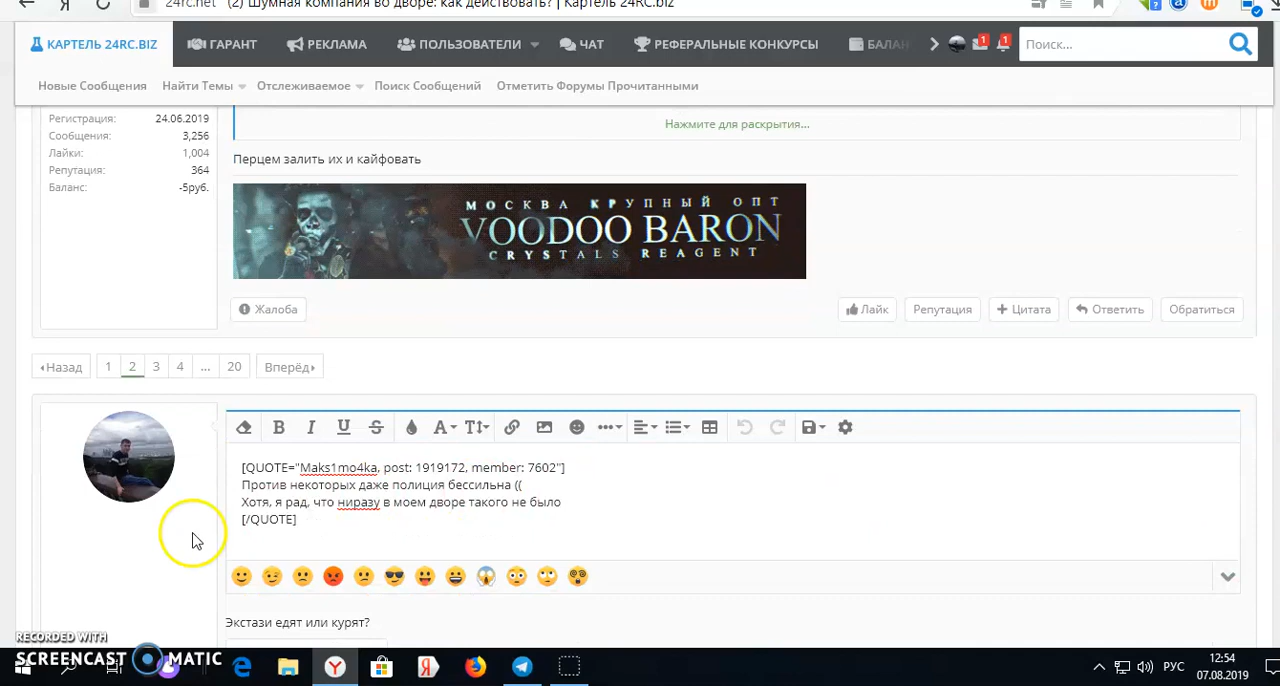 24rc.net (2) Шумная компания во дворе: как действовать? | Картель 24RC.biz
КАРТЕЛЬ 24RC.BIZ ГАРАНТ РЕКЛАМА ПОЛЬЗОВАТЕЛИ ЧАТ РЕФЕРАЛЬНЫЕ КОНКУРСЫ БАЛАН 1 1 Поиск...
Новые Сообщения Найти Темы Отслеживаемое Поиск Сообщений Отметить Форумы Прочитанными
Регистрация: 24.06.2019
Сообщения: 3,256
Лайки: 1,004
Репутация: 364
Баланс: -5руб.
Нажмите для раскрытия...
Перцем залить их и кайфовать
МОСКВА КРУПНЫЙ ОПТ
VOODOO BARON
CRYSTALS REAGENT
Жалоба Лайк Репутация + Цитата Ответить Обратиться
Назад 1 2 3 4 ... 20 Вперёд
[QUOTE="Maks1mo4ka, post: 1919172, member: 7602"]
Против некоторых даже полиция бессильна ((
Хотя, я рад, что ниразу в моем дворе такого не было
[/QUOTE]
Экстази едят или курят?
RECORDED WITH
SCREENCAST MATIC
РУС
12:54
07.08.2019